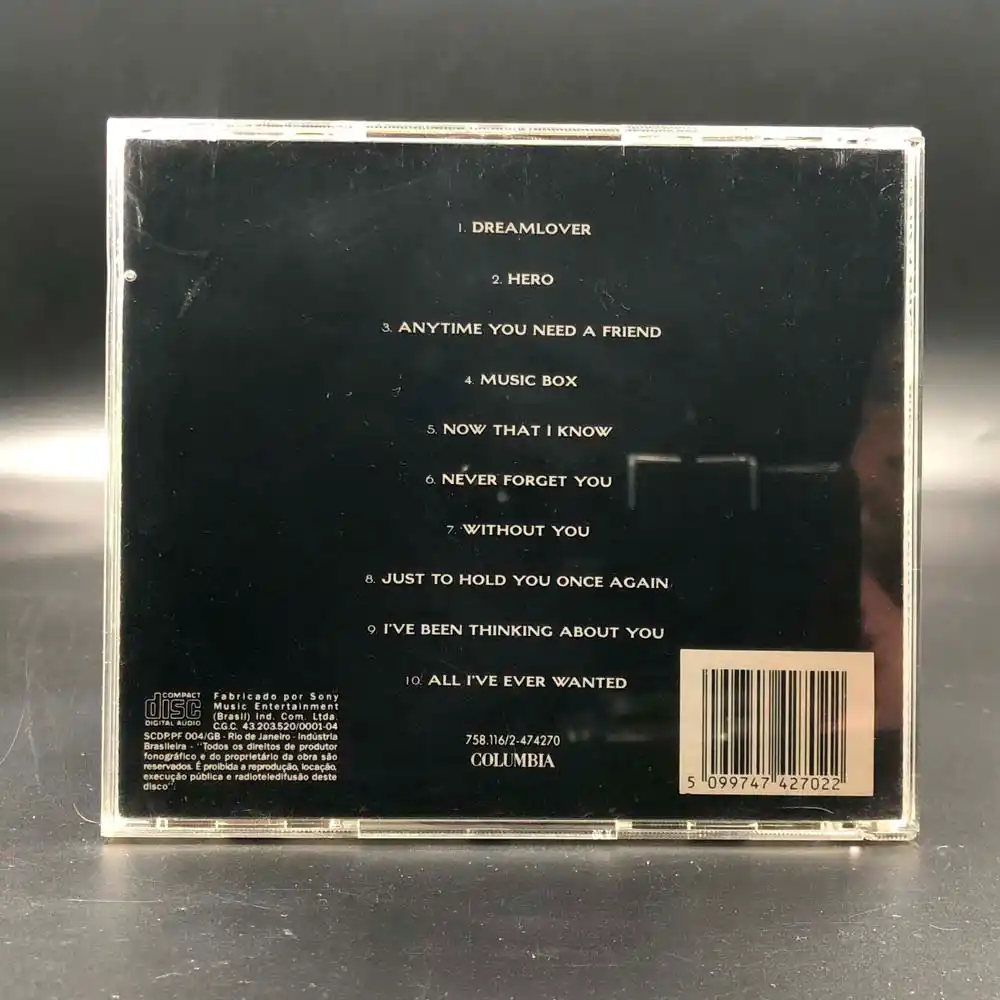 1. DREAMLOVER
2. HERO
3. ANYTIME YOU NEED A FRIEND
4. MUSIC BOX
5. NOW THAT I KNOW
6. NEVER FORGET YOU
7. WITHOUT YOU
8. JUST TO HOLD YOU ONCE AGAIN
9. I'VE BEEN THINKING ABOUT YOU
10. ALL I'VE EVER WANTED
COMPACT
disc
DIGITAL AUDIO
Fabricado por Sony
Music Entertainment
(Brasil) Ind. Com. Ltda.
C.G.C. 43.203.520/0001-04
SCDP.PF 004/GB - Rio de Janeiro - Indústria
Brasileira - "Todos os direitos de produtor
fonográfico e do proprietário da obra são
reservados. É proibida a reprodução, locação,
execução pública e radioteledifusão deste
disco".
758.116/2-474270
COLUMBIA
5 099747 427022